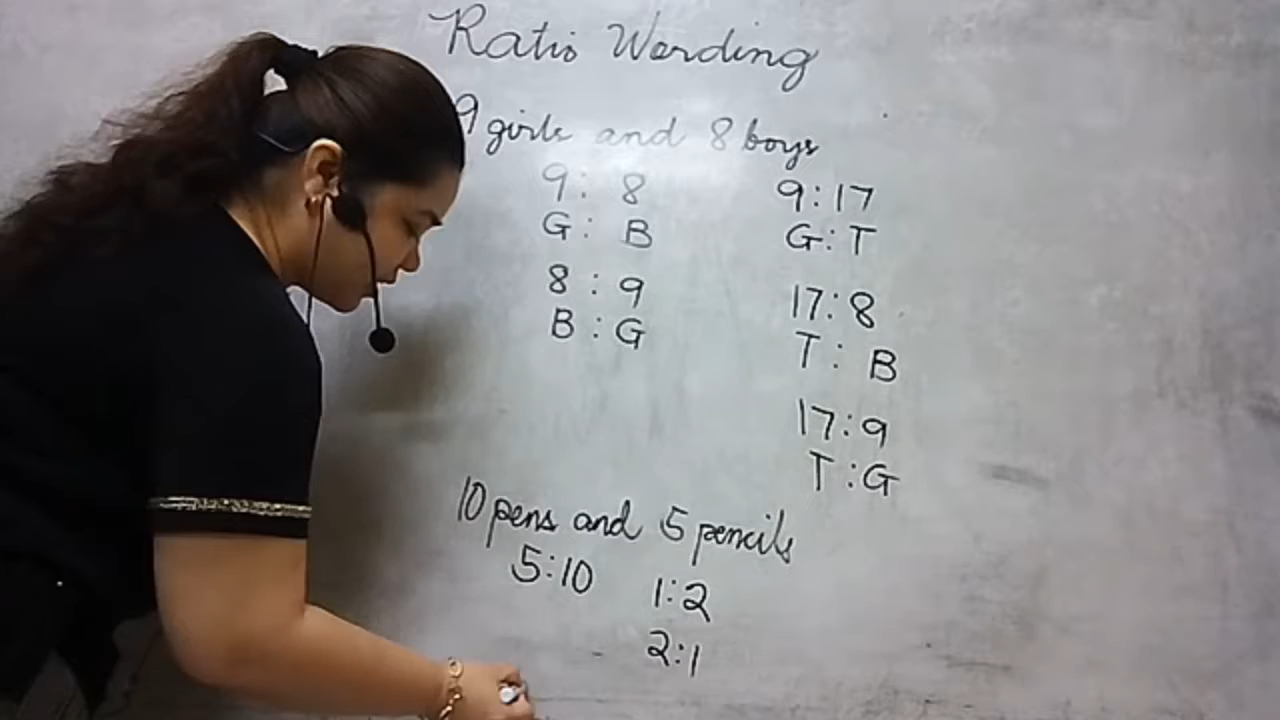 Ratio Wording
9 girls and 8 boys
9 : 8
G : B
8 : 9
B : G
9:17
G:T
17:8
T : B
17:9
T:G
10 pens and 5 pencils
5:10 1:2
2:1